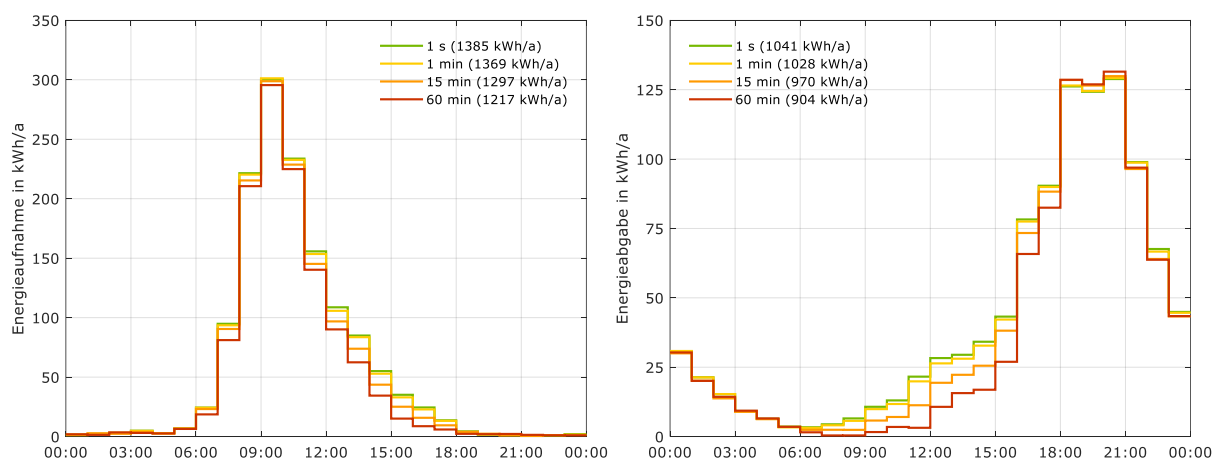 350
300
250
200
150
100
50
0
Energieaufnahme in kWh/a
1 s (1385 kWh/a)
1 min (1369 kWh/a)
15 min (1297 kWh/a)
60 min (1217 kWh/a)
00:00 03:00 06:00 09:00 12:00 15:00 18:00 21:00 00:00
150
125
100
75
50
25
0
Energieabgabe in kWh/a
1 s (1041 kWh/a)
1 min (1028 kWh/a)
15 min (970 kWh/a)
60 min (904 kWh/a)
00:00 03:00 06:00 09:00 12:00 15:00 18:00 21:00 00:00